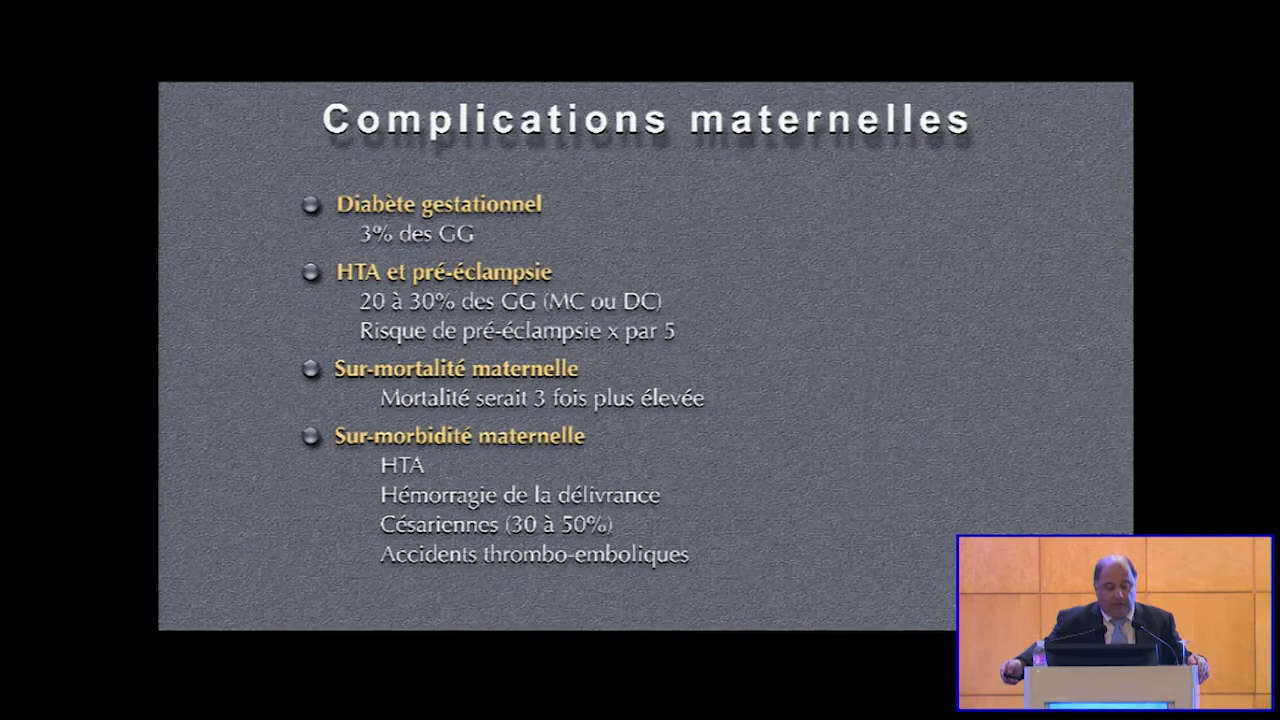 Complications maternelles
Diabète gestationnel
3% des GG
HTA et pré-éclampsie
20 à 30% des GG (MC ou DC)
Risque de pré-éclampsie x par 5
Sur-mortalité maternelle
Mortalité serait 3 fois plus élevée
Sur-morbidité maternelle
HTA
Hémorragie de la délivrance
Césariennes (30 à 50%)
Accidents thrombo-emboliques